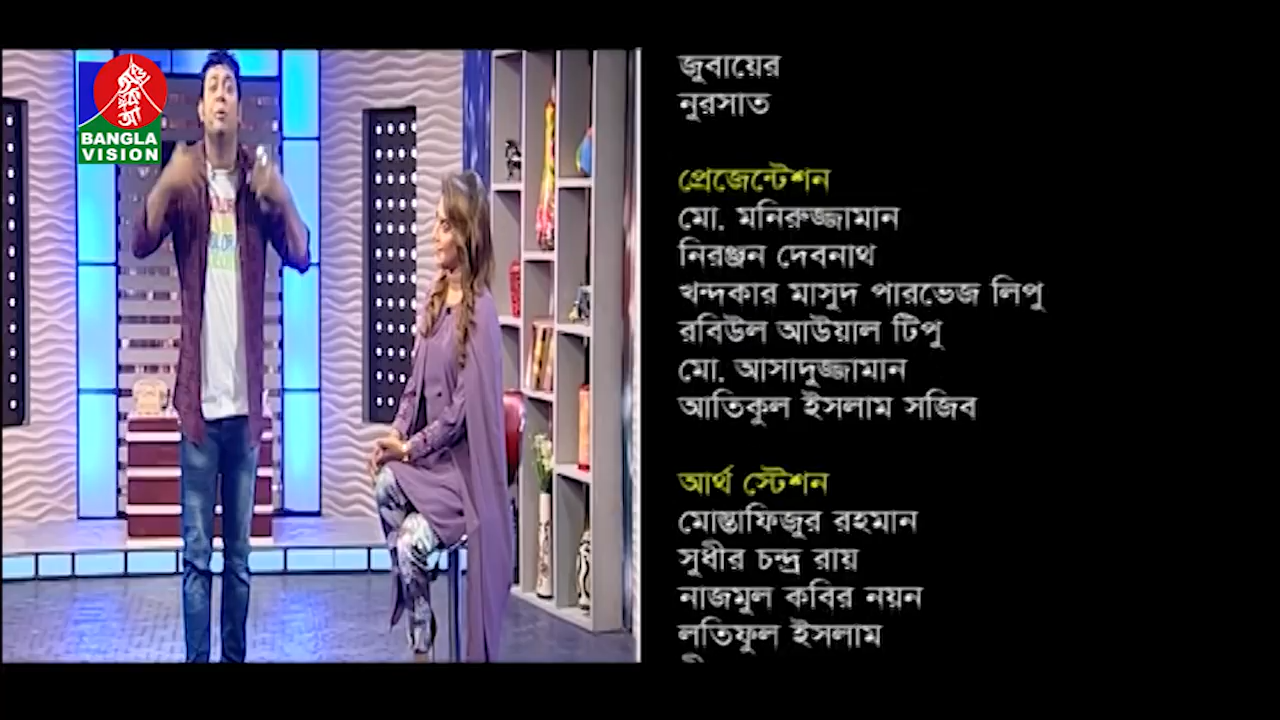 BANGLA
VISION
জুবায়ের
নুরসাত
প্রেজেন্টেশন
মো. মনিরুজ্জামান
নিরঞ্জন দেবনাথ
খন্দকার মাসুদ পারভেজ লিপু
রবিউল আউয়াল টিপু
মো. আসাদুজ্জামান
আতিকুল ইসলাম সজিব
আর্থ স্টেশন
মোস্তাফিজুর রহমান
সুধীর চন্দ্র রায়
নাজমুল কবির নয়ন
লতিফুল ইসলাম